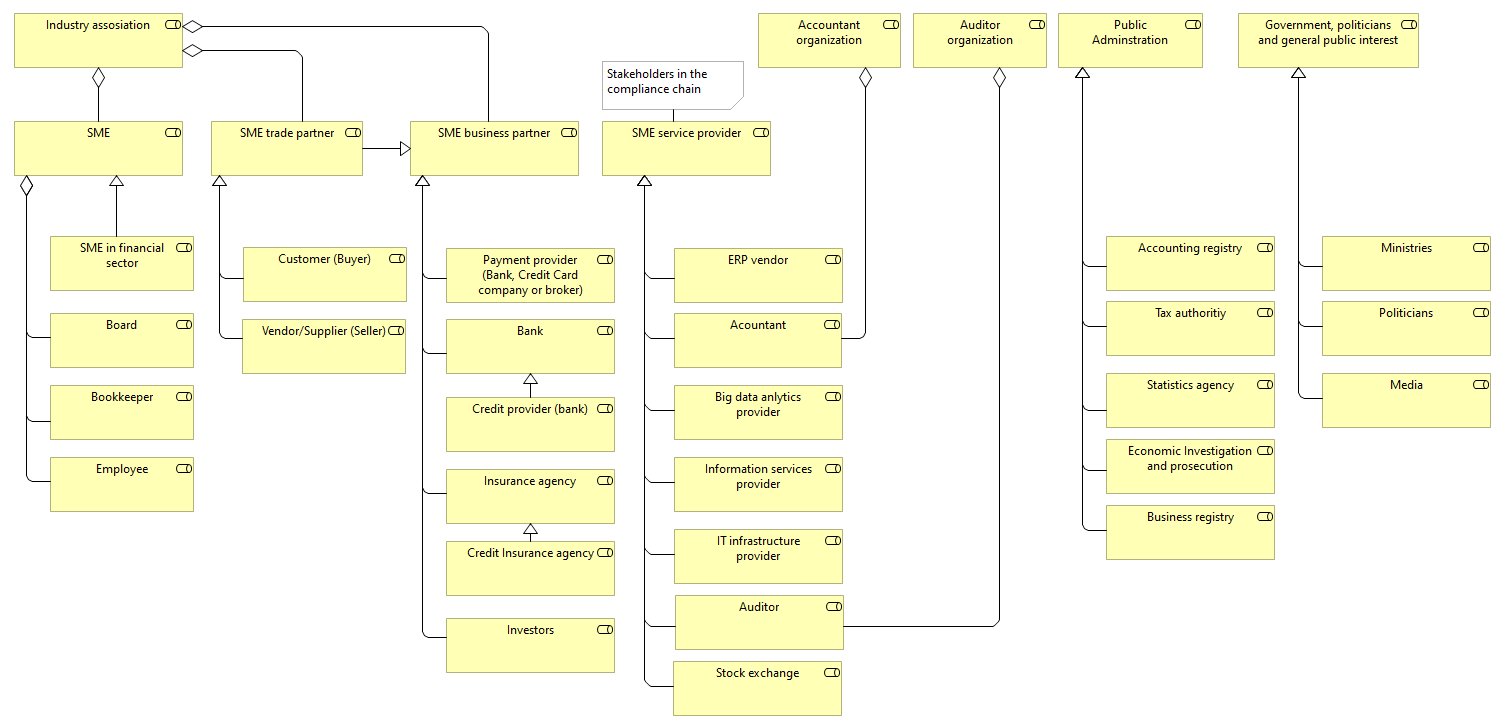 Industry assosiation
Accountant
organization
Auditor
organization
Public
Adminstration
Government, politicians
and general public interest
Stakeholders in the
compliance chain
SME
SME trade partner
SME business partner
SME service provider
SME in financial
sector
Board
Bookkeeper
Employee
Customer (Buyer)
Vendor/Supplier (Seller)
Payment provider
(Bank, Credit Card
company or broker)
Bank
Credit provider (bank)
Insurance agency
Credit Insurance agency
Investors
ERP vendor
Acountant
Big data anlytics
provider
Information services
provider
IT infrastructure
provider
Auditor
Stock exchange
Accounting registry
Tax authoritiy
Statistics agency
Economic Investigation
and prosecution
Business registry
Ministries
Politicians
Media